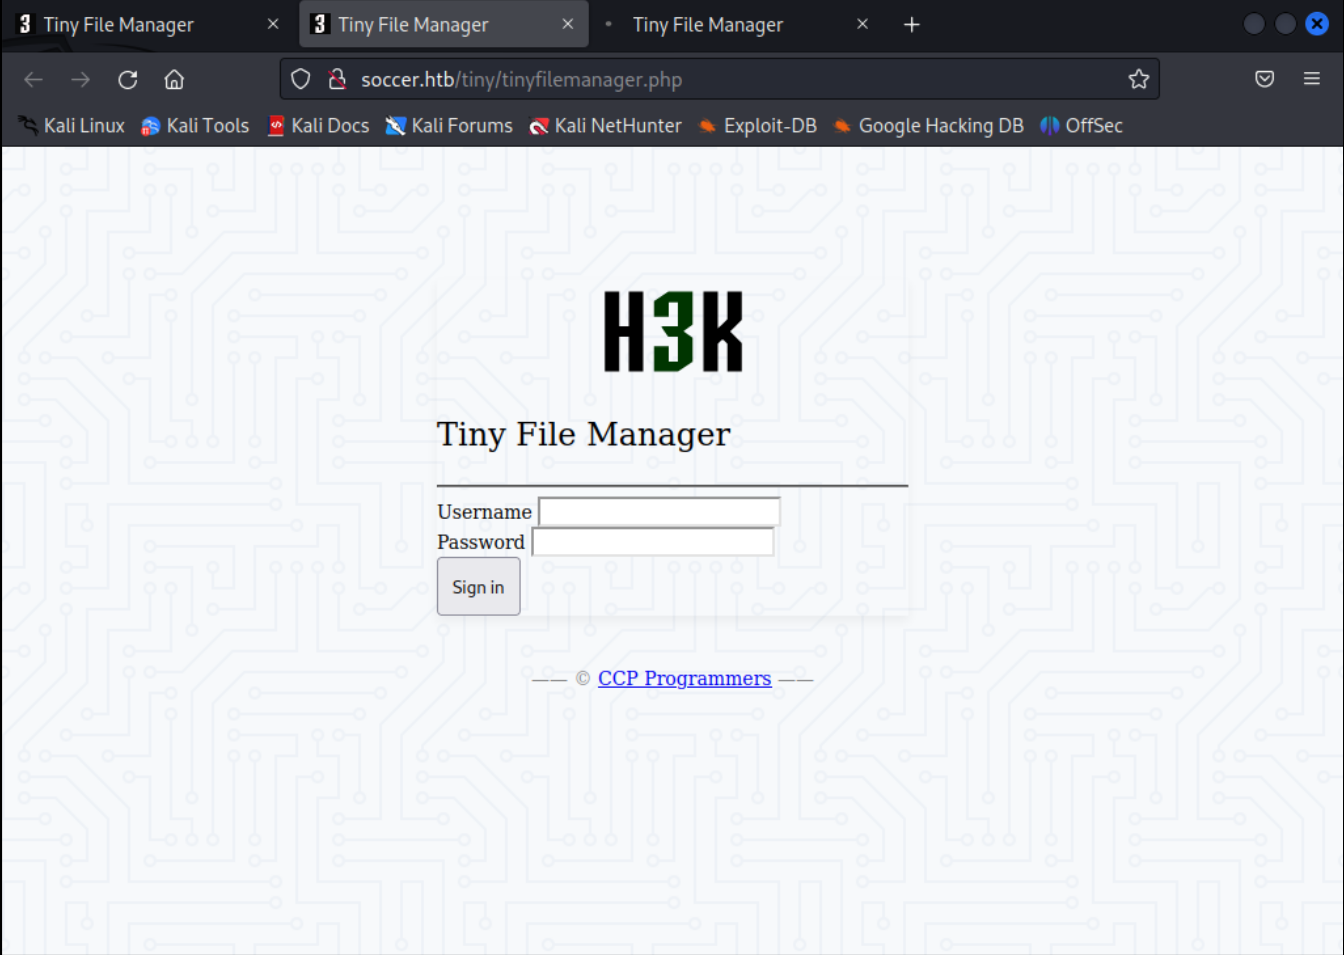 Tiny File Manager Tiny File Manager Tiny File Manager
soccer.htb/tiny/tinyfilemanager.php
Kali Linux Kali Tools Kali Docs Kali Forums Kali NetHunter Exploit-DB Google Hacking DB OffSec
H3K
Tiny File Manager
Username
Password
Sign in
—— © CCP Programmers ——